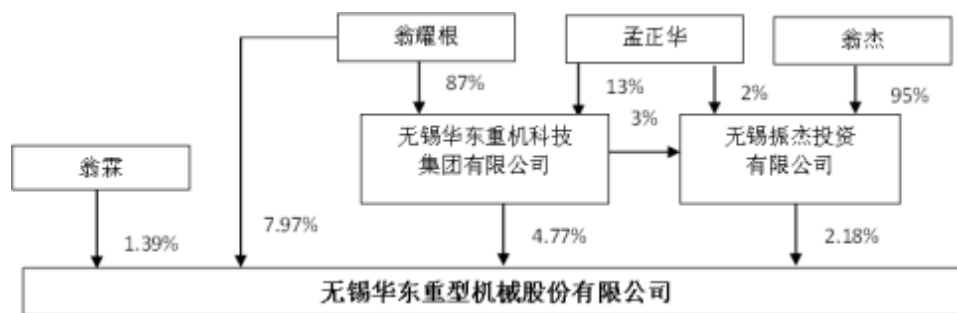 翁耀根
孟正华
翁杰
87%
13%
2%
95%
3%
无锡华东重机科技
集团有限公司
无锡振杰投资
有限公司
翁霖
1.39%
7.97%
4.77%
2.18%
无锡华东重型机械股份有限公司